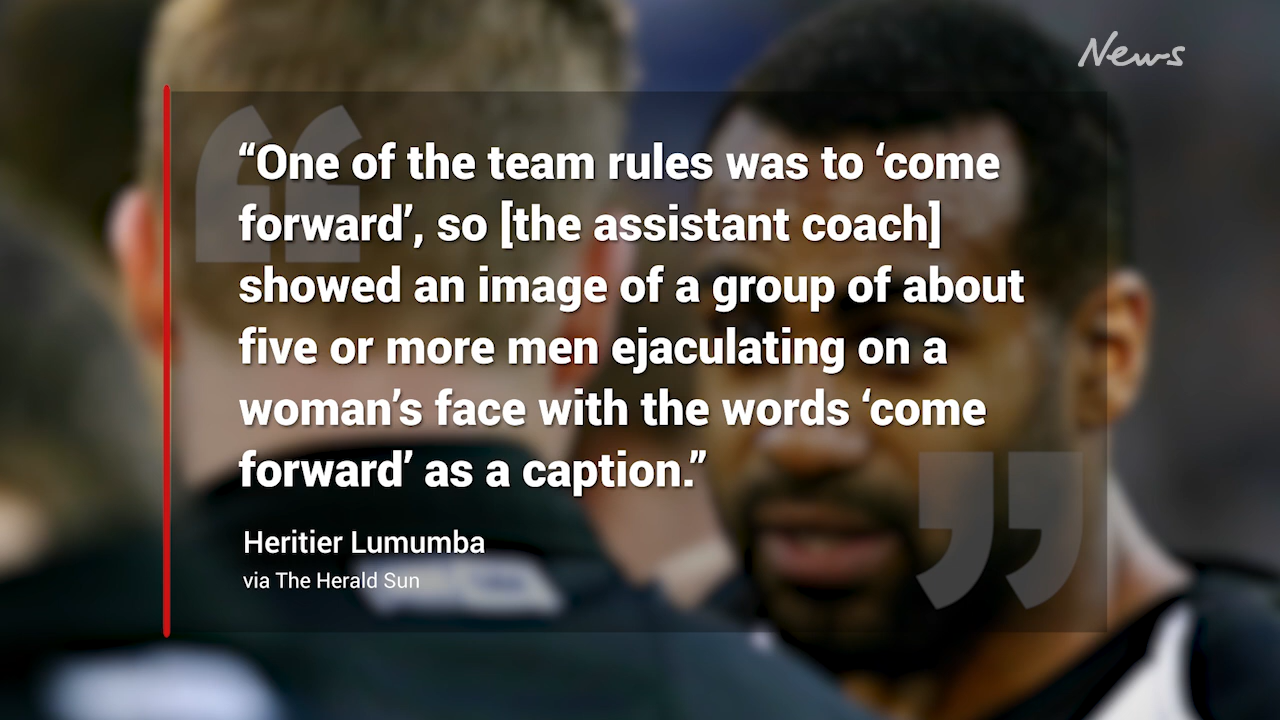 News
“One of the team rules was to ‘come
forward’, so [the assistant coach]
showed an image of a group of about
five or more men ejaculating on a
woman’s face with the words ‘come
forward’ as a caption.”
Heritier Lumumba
via The Herald Sun